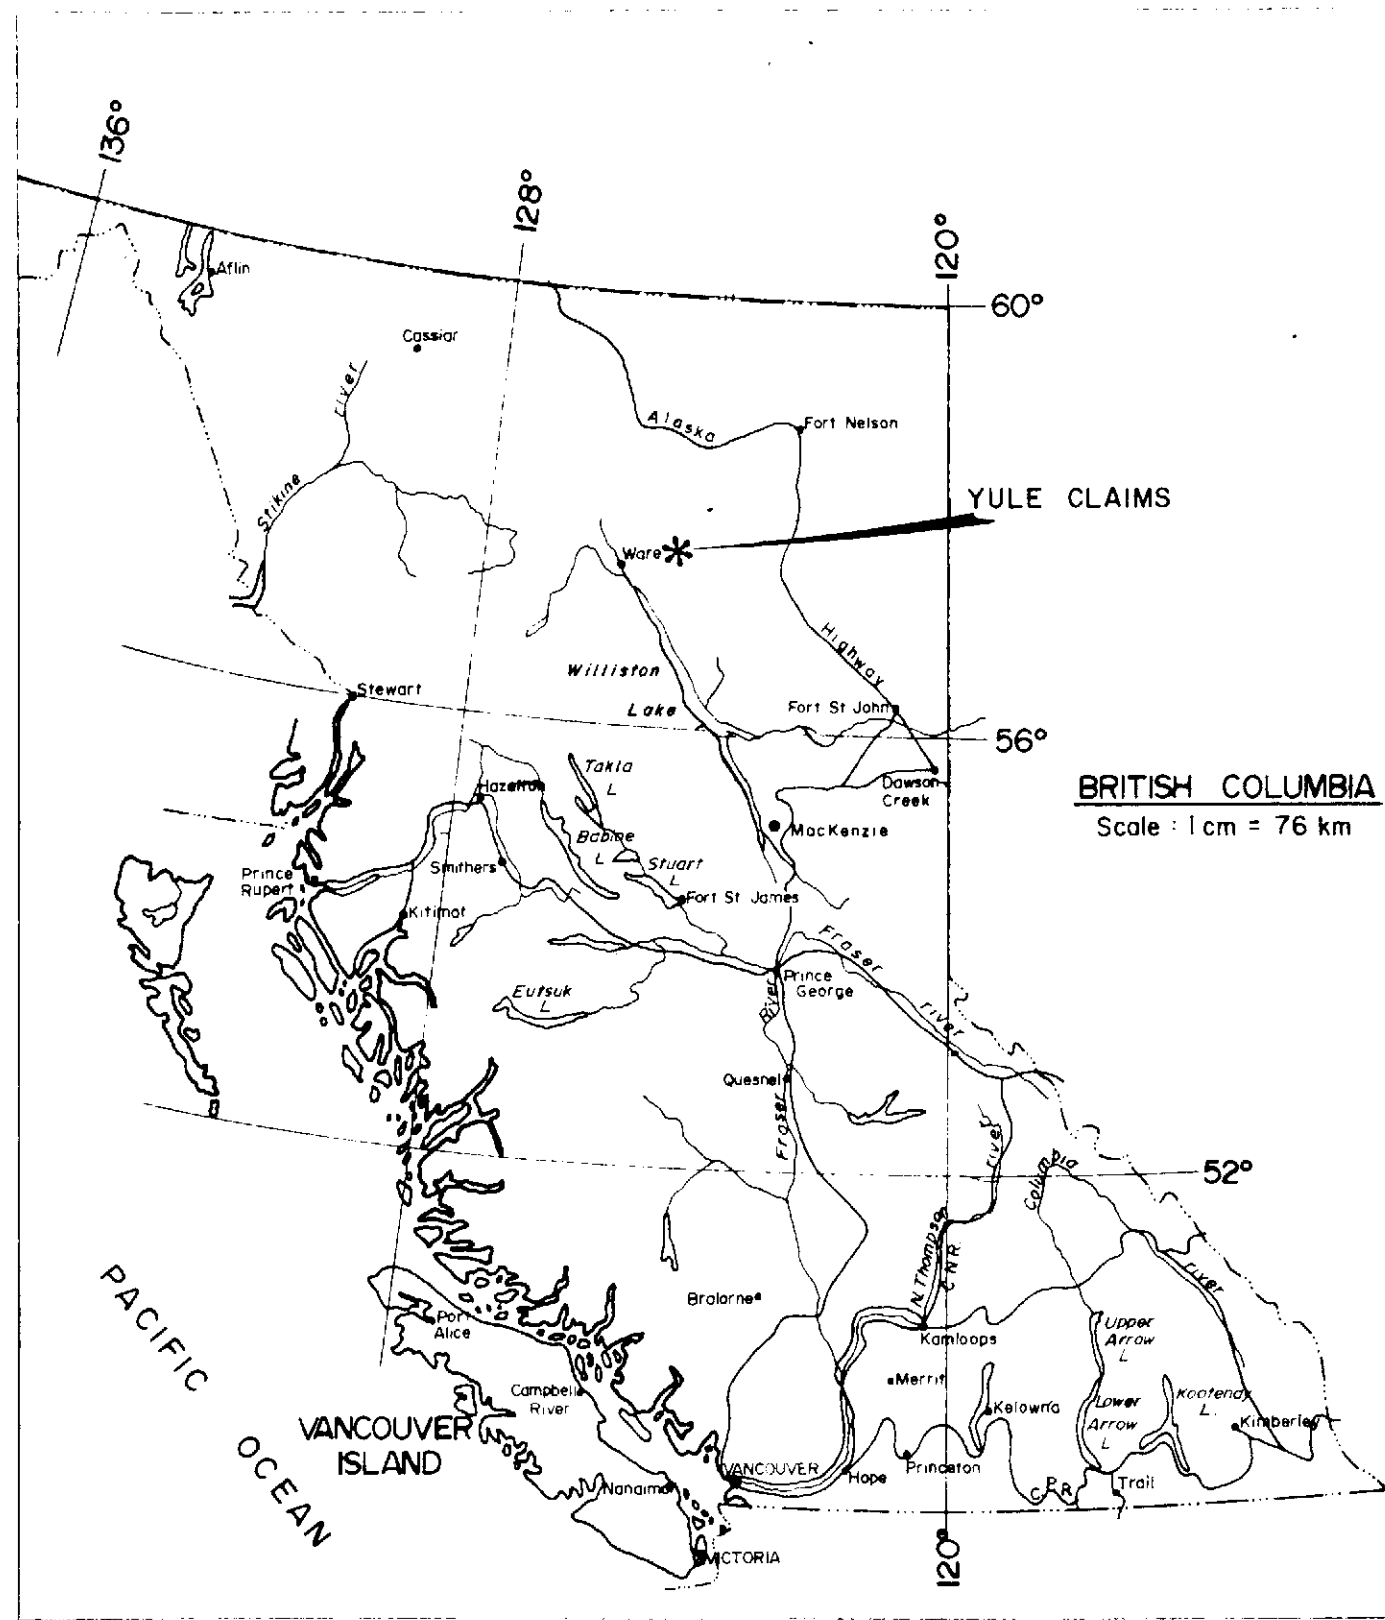 136°
128°
120°
60°
Atlin
Cassiar
river
Stikine
Alaska
Fort Nelson
YULE CLAIMS
Ware
Highway
Williston
Lake
Stewart
Fort St John
56°
Dawson
Creek
BRITISH COLUMBIA
Scale : 1 cm = 76 km
Takla
L
Hazelton
MacKenzie
Babine
L
Stuart
L
Smithers
Prince
Rupert
Fort St James
Kitimat
Fraser
river
Prince
George
River
Eutsuk
L
Quesnel
Fraser
river
Columbia
52°
N. Thompson
C.N.R.
river
Bralorne
Kamloops
Upper
Arrow
L
Port
Alice
PACIFIC
OCEAN
Merrit
Campbell
River
Kelowna
Lower
Arrow
L
Kootenay
L.
Kimberley
VANCOUVER
ISLAND
VANCOUVER
Hope
Princeton
C.P.R.
Trail
Nanaimo
VICTORIA
120°